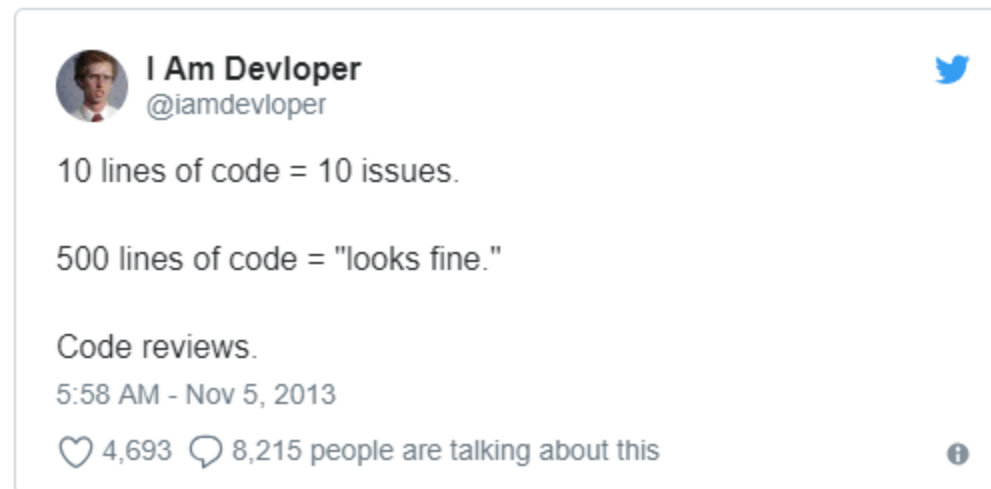 I Am Devloper
@iamdevloper
10 lines of code = 10 issues.
500 lines of code = "looks fine."
Code reviews.
5:58 AM - Nov 5, 2013
4,693 8,215 people are talking about this